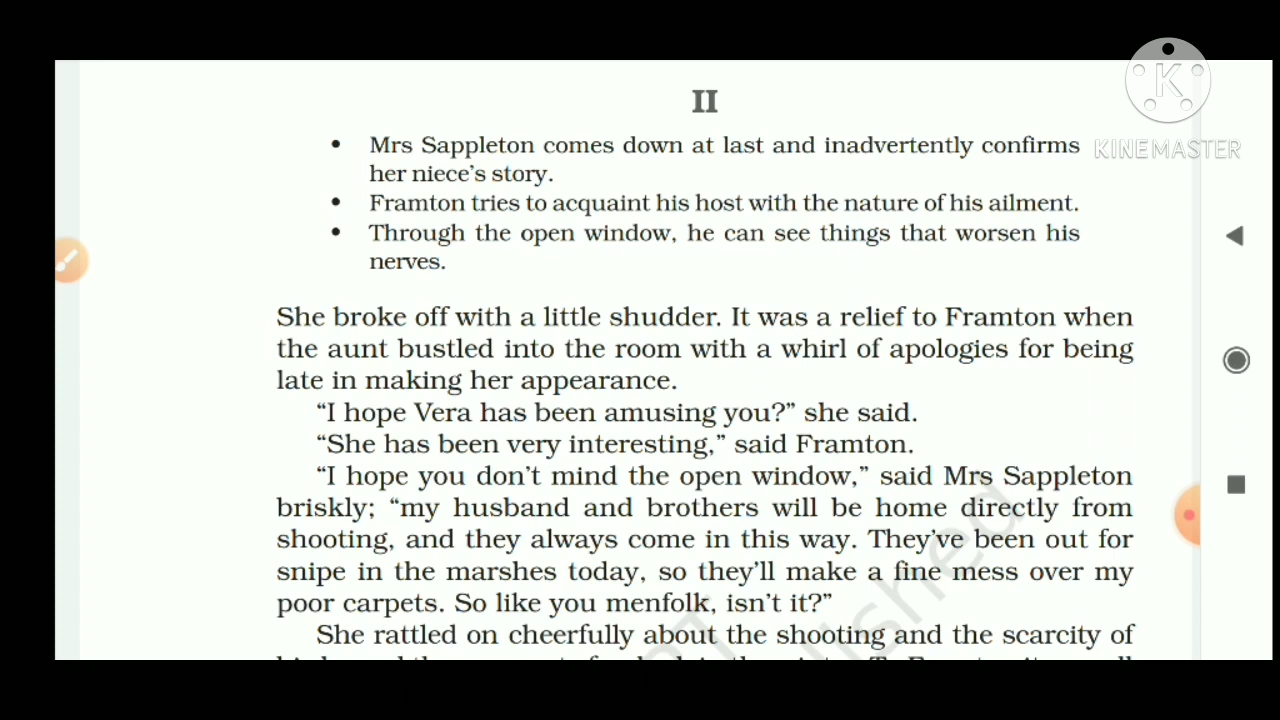 II
• Mrs Sappleton comes down at last and inadvertently confirms
her niece's story.
• Framton tries to acquaint his host with the nature of his ailment.
• Through the open window, he can see things that worsen his
nerves.
She broke off with a little shudder. It was a relief to Framton when
the aunt bustled into the room with a whirl of apologies for being
late in making her appearance.
“I hope Vera has been amusing you?” she said.
“She has been very interesting,” said Framton.
“I hope you don't mind the open window,” said Mrs Sappleton
briskly; “my husband and brothers will be home directly from
shooting, and they always come in this way. They've been out for
snipe in the marshes today, so they'll make a fine mess over my
poor carpets. So like you menfolk, isn't it?”
She rattled on cheerfully about the shooting and the scarcity of
K
KINEMASTER